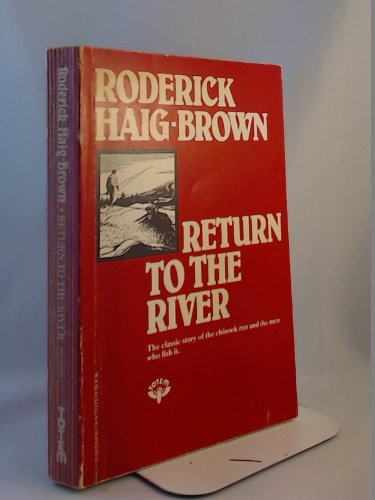 RODERICK
HAIG-BROWN
RETURN
TO THE
RIVER
The classic story of the chinook run and the men
who fish it.
TOTEM
Roderick Haig-Brown • RETURN TO THE RIVER